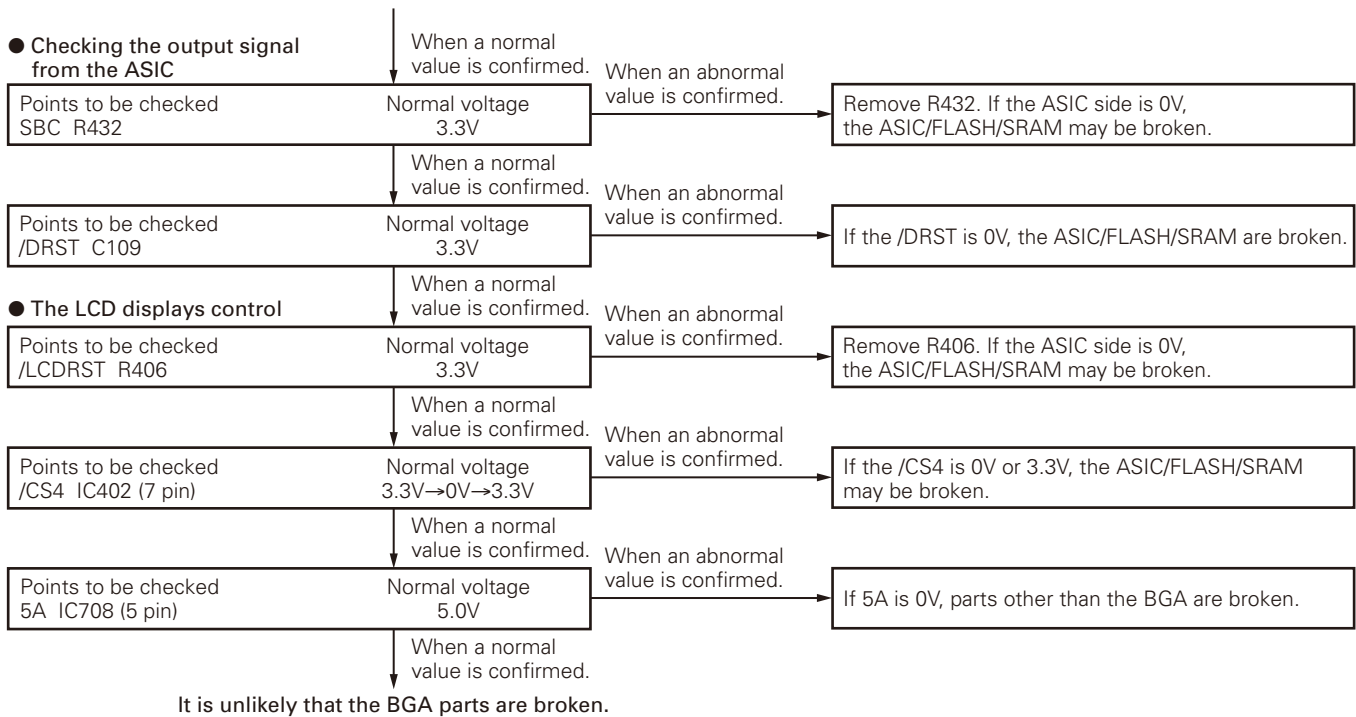 When a normal
value is confirmed.
● Checking the output signal
from the ASIC
When an abnormal
value is confirmed.
Points to be checked Normal voltage
SBC R432 3.3V
Remove R432. If the ASIC side is 0V,
the ASIC/FLASH/SRAM may be broken.
When a normal
value is confirmed.
When an abnormal
value is confirmed.
Points to be checked Normal voltage
/DRST C109 3.3V
If the /DRST is 0V, the ASIC/FLASH/SRAM are broken.
When a normal
value is confirmed.
● The LCD displays control
When an abnormal
value is confirmed.
Points to be checked Normal voltage
/LCDRST R406 3.3V
Remove R406. If the ASIC side is 0V,
the ASIC/FLASH/SRAM may be broken.
When a normal
value is confirmed.
When an abnormal
value is confirmed.
Points to be checked Normal voltage
/CS4 IC402 (7 pin) 3.3V→0V→3.3V
If the /CS4 is 0V or 3.3V, the ASIC/FLASH/SRAM
may be broken.
When a normal
value is confirmed.
When an abnormal
value is confirmed.
Points to be checked Normal voltage
5A IC708 (5 pin) 5.0V
If 5A is 0V, parts other than the BGA are broken.
When a normal
value is confirmed.
It is unlikely that the BGA parts are broken.